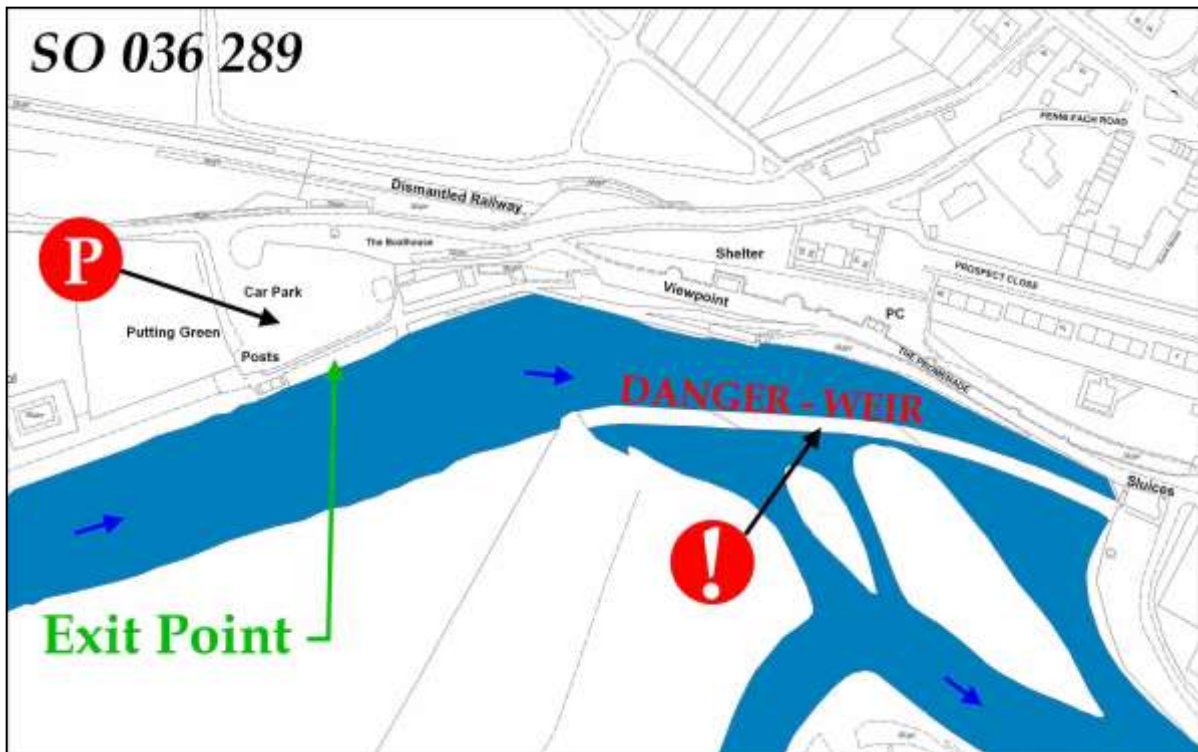 SO 036 289
PENNI-FACH ROAD
Dismantled Railway
The Boathouse
Shelter
PROSPECT CLOSE
P
Car Park
Viewpoint
Putting Green
PC
Posts
THE PROMENADE
DANGER - WEIR
Sluices
!
Exit Point